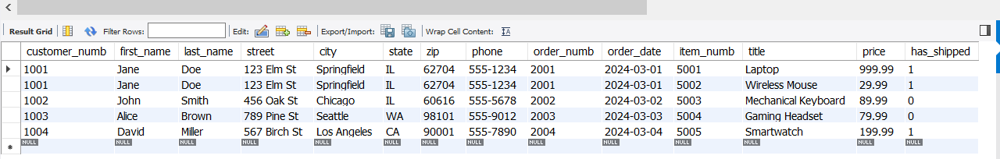 Result Grid Filter Rows: Edit: Export/Import: Wrap Cell Content: IA
customer_numb first_name last_name street city state zip phone order_numb order_date item_numb title price has_shipped
1001 Jane Doe 123 Elm St Springfield IL 62704 555-1234 2001 2024-03-01 5001 Laptop 999.99 1
1001 Jane Doe 123 Elm St Springfield IL 62704 555-1234 2001 2024-03-01 5002 Wireless Mouse 29.99 1
1002 John Smith 456 Oak St Chicago IL 60616 555-5678 2002 2024-03-02 5003 Mechanical Keyboard 89.99 0
1003 Alice Brown 789 Pine St Seattle WA 98101 555-9012 2003 2024-03-03 5004 Gaming Headset 79.99 0
1004 David Miller 567 Birch St Los Angeles CA 90001 555-7890 2004 2024-03-04 5005 Smartwatch 199.99 1
NULL NULL NULL NULL NULL NULL NULL NULL NULL NULL NULL NULL NULL NULL